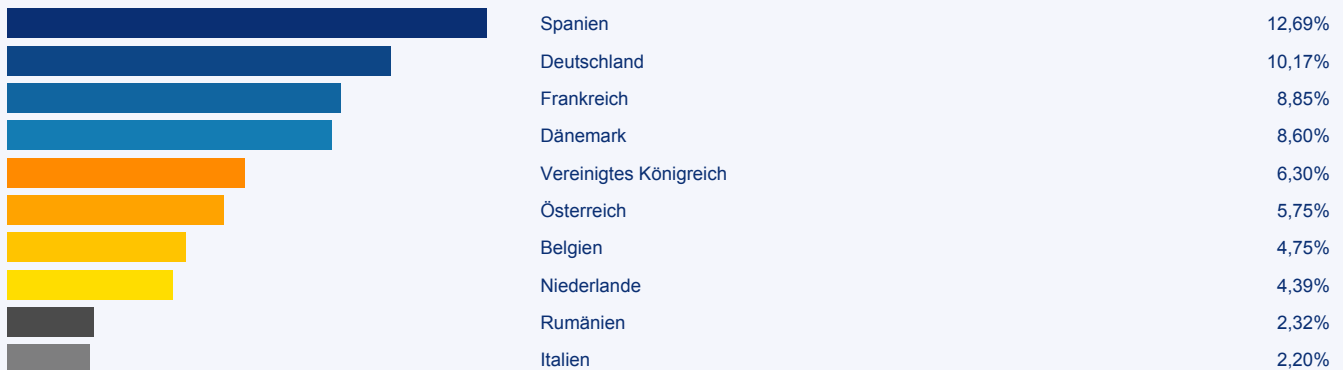 Spanien 12,69%
Deutschland 10,17%
Frankreich 8,85%
Dänemark 8,60%
Vereinigtes Königreich 6,30%
Österreich 5,75%
Belgien 4,75%
Niederlande 4,39%
Rumänien 2,32%
Italien 2,20%